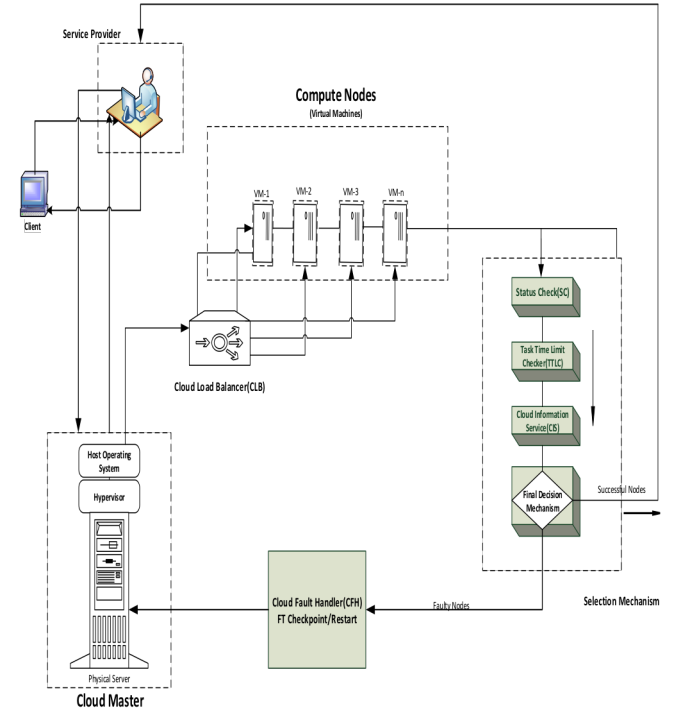 Service Provider
Compute Nodes
(Virtual Machines)
VM-1
VM-2
VM-3
VM-n
Client
Status Check(SC)
Task Time Limit
Checker(TTLC)
Cloud Load Balancer(CLB)
Cloud Information
Service(CIS)
Host Operating
System
Hypervisor
Final Decision
Mechanism
Successful Nodes
Cloud Fault Handler(CFH)
FT Checkpoint/Restart
Faulty Nodes
Selection Mechanism
Physical Server
Cloud Master